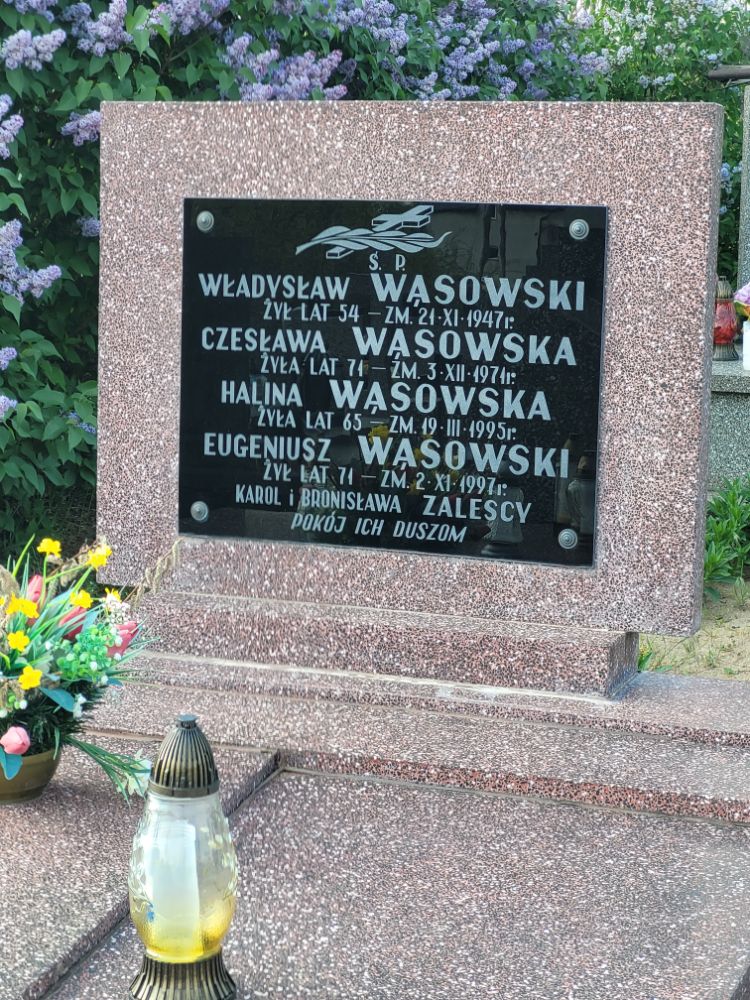 Ś. P.
WŁADYSŁAW WĄSOWSKI
ŻYŁ LAT 54 – ZM. 21·XI·1947r.
CZESŁAWA WĄSOWSKA
ŻYŁA LAT 71 – ZM. 3·XII·1971r.
HALINA WĄSOWSKA
ŻYŁA LAT 65 – ZM. 19·III·1995r.
EUGENIUSZ WĄSOWSKI
ŻYŁ LAT 71 – ZM. 2·XI·1997r.
KAROL i BRONISŁAWA ZALEŚCY
POKÓJ ICH DUSZOM